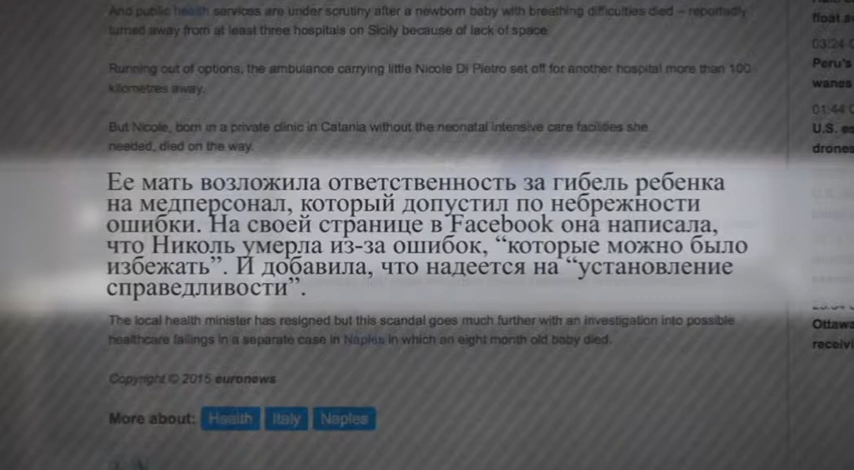 And public health services are under scrutiny after a newborn baby with breathing difficulties died – reportedly
turned away from at least three hospitals on Sicily because of lack of space.
Running out of options, the ambulance carrying little Nicole Di Pietro set off for another hospital more than 100
kilometres away.
But Nicole, born in a private clinic in Catania without the neonatal intensive care facilities she
needed, died on the way.
Ее мать возложила ответственность за гибель ребенка
на медперсонал, который допустил по небрежности
ошибки. На своей странице в Facebook она написала,
что Николь умерла из-за ошибок, “которые можно было
избежать”. И добавила, что надеется на “установление
справедливости”.
The local health minister has resigned but this scandal goes much further with an investigation into possible
healthcare failings in a separate case in Naples in which an eight month old baby died.
Copyright © 2015 euronews
More about: Health Italy Naples
float
03:24
Peru's
wanes
01:44
U.S.
drones
Ottawa